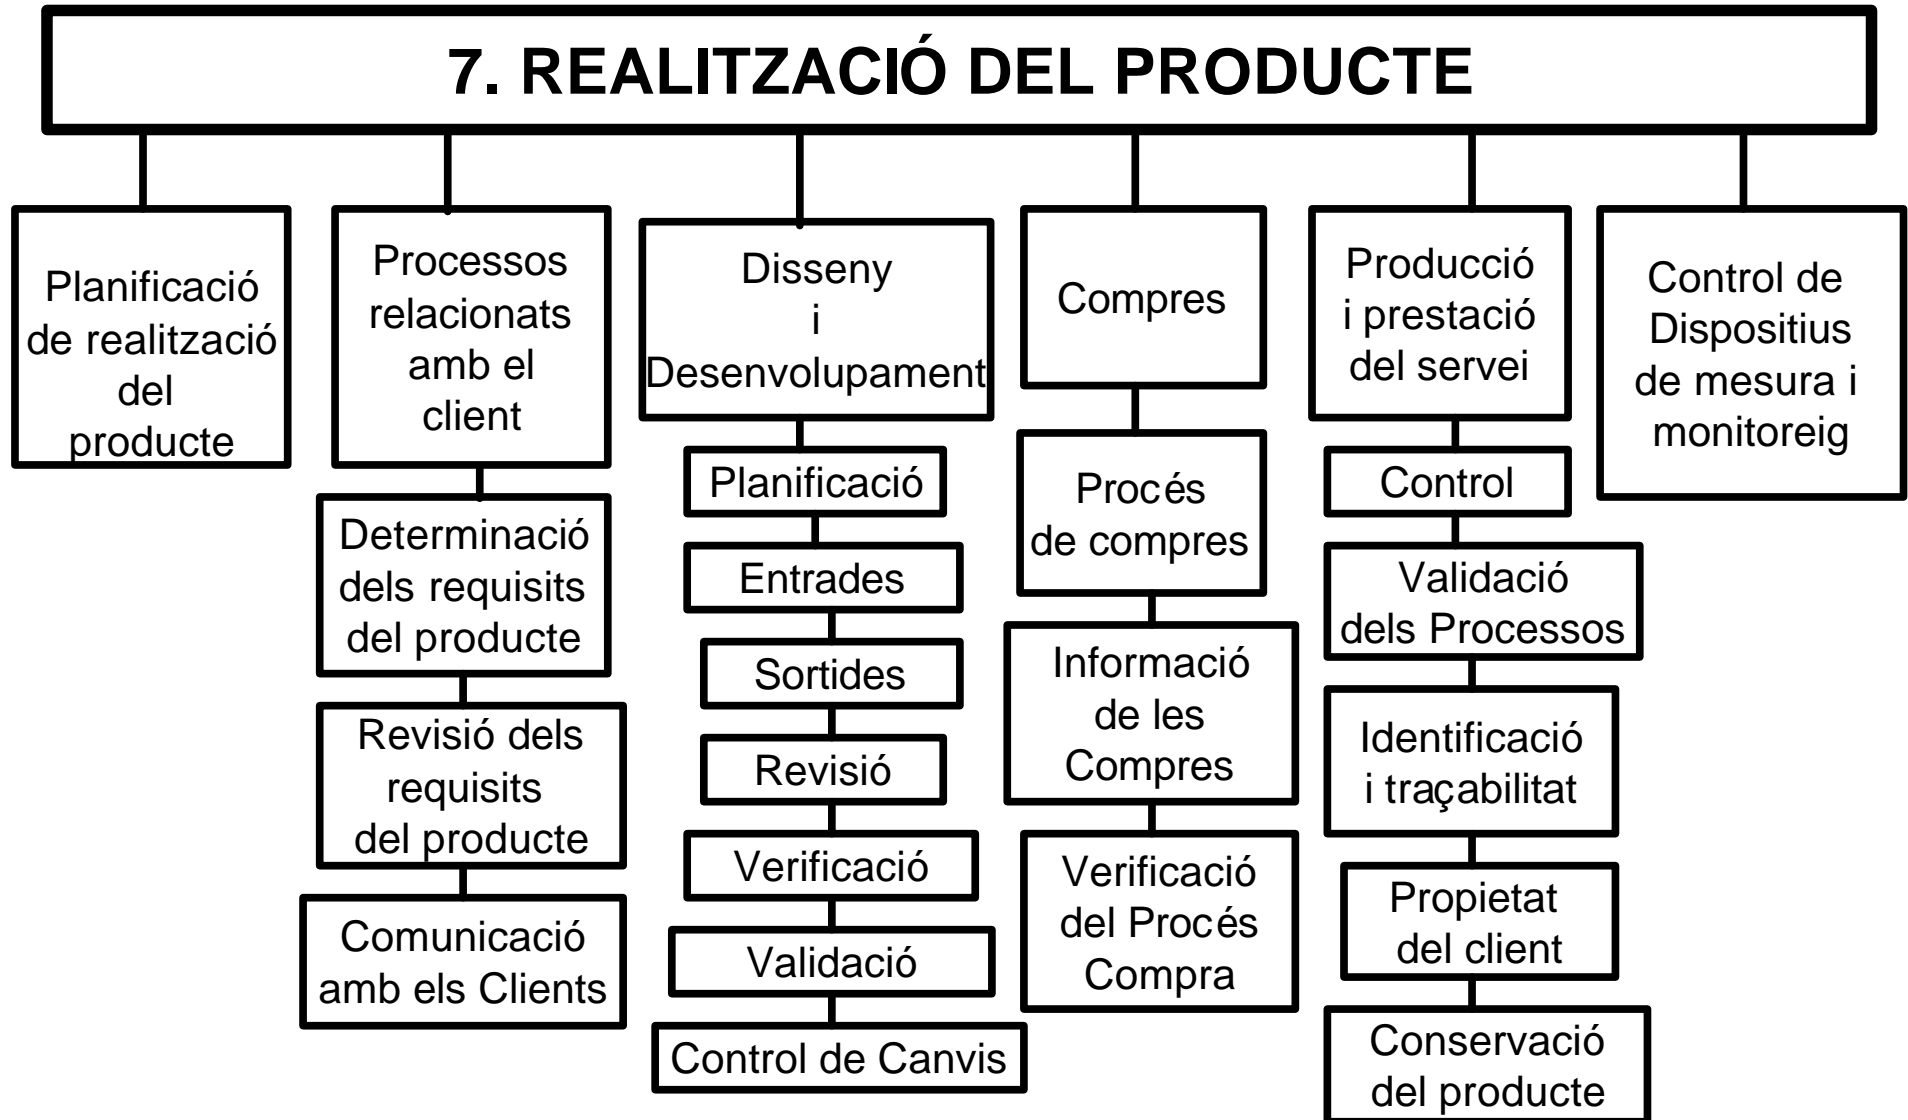 7. REALITZACIÓ DEL PRODUCTE
Planificació
de realització
del
producte
Processos
relacionats
amb el
client
Determinació
dels requisits
del producte
Revisió dels
requisits
del producte
Comunicació
amb els Clients
Disseny
i
Desenvolupament
Planificació
Entrades
Sortides
Revisió
Verificació
Validació
Control de Canvis
Compres
Procés
de compres
Informació
de les
Compres
Verificació
del Procés
Compra
Producció
i prestació
del servei
Control
Validació
dels Processos
Identificació
i traçabilitat
Propietat
del client
Conservació
del producte
Control de
Dispositius
de mesura i
monitoreig